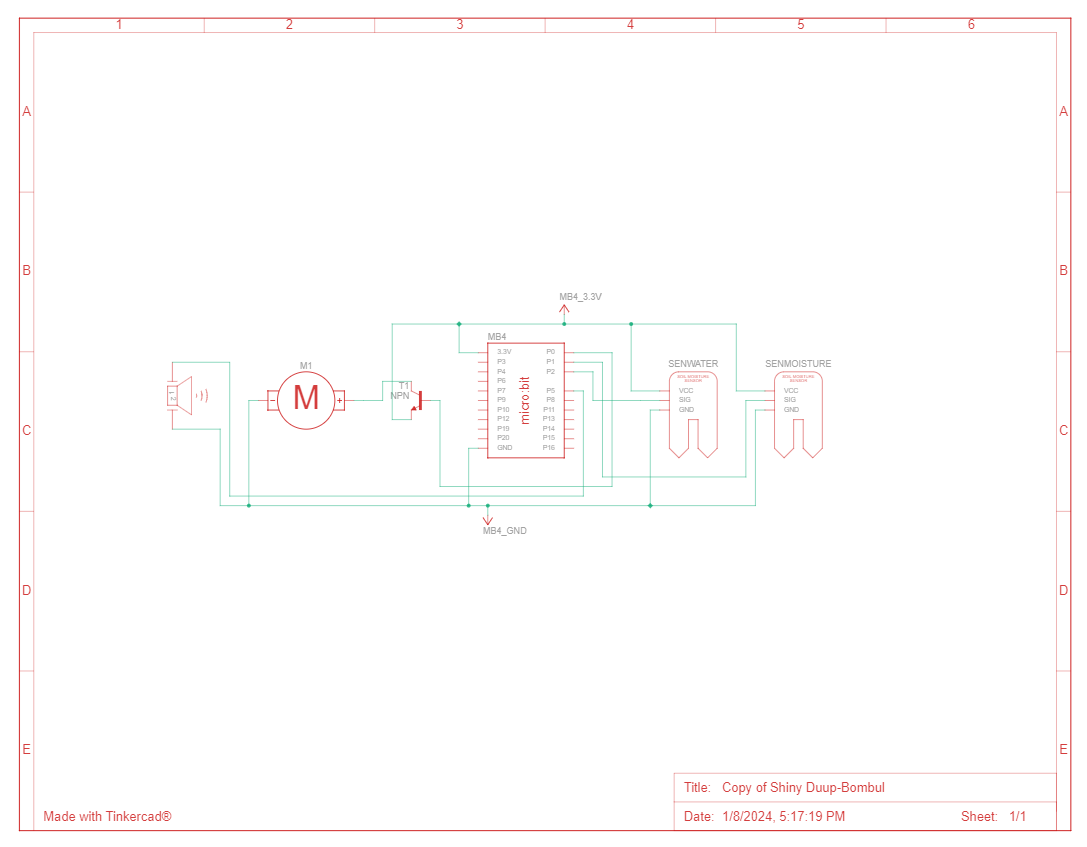 1 2 3 4 5 6
A A
B B
MB4_3.3V
MB4
M1
SENWATER SENMOISTURE
SOIL MOISTURE SENSOR
SOIL MOISTURE SENSOR
3.3V P0
P3 P1
P4 P2
P6
P7 P5
P9 P8
P10 P11
P12 P13
P19 P14
P20 P15
GND P16
micro:bit
T1
NPN
M
- +
1 2
VCC VCC
SIG SIG
GND GND
C C
MB4_GND
D D
E E
Title: Copy of Shiny Duup-Bombul
Made with Tinkercad® Date: 1/8/2024, 5:17:19 PM Sheet: 1/1